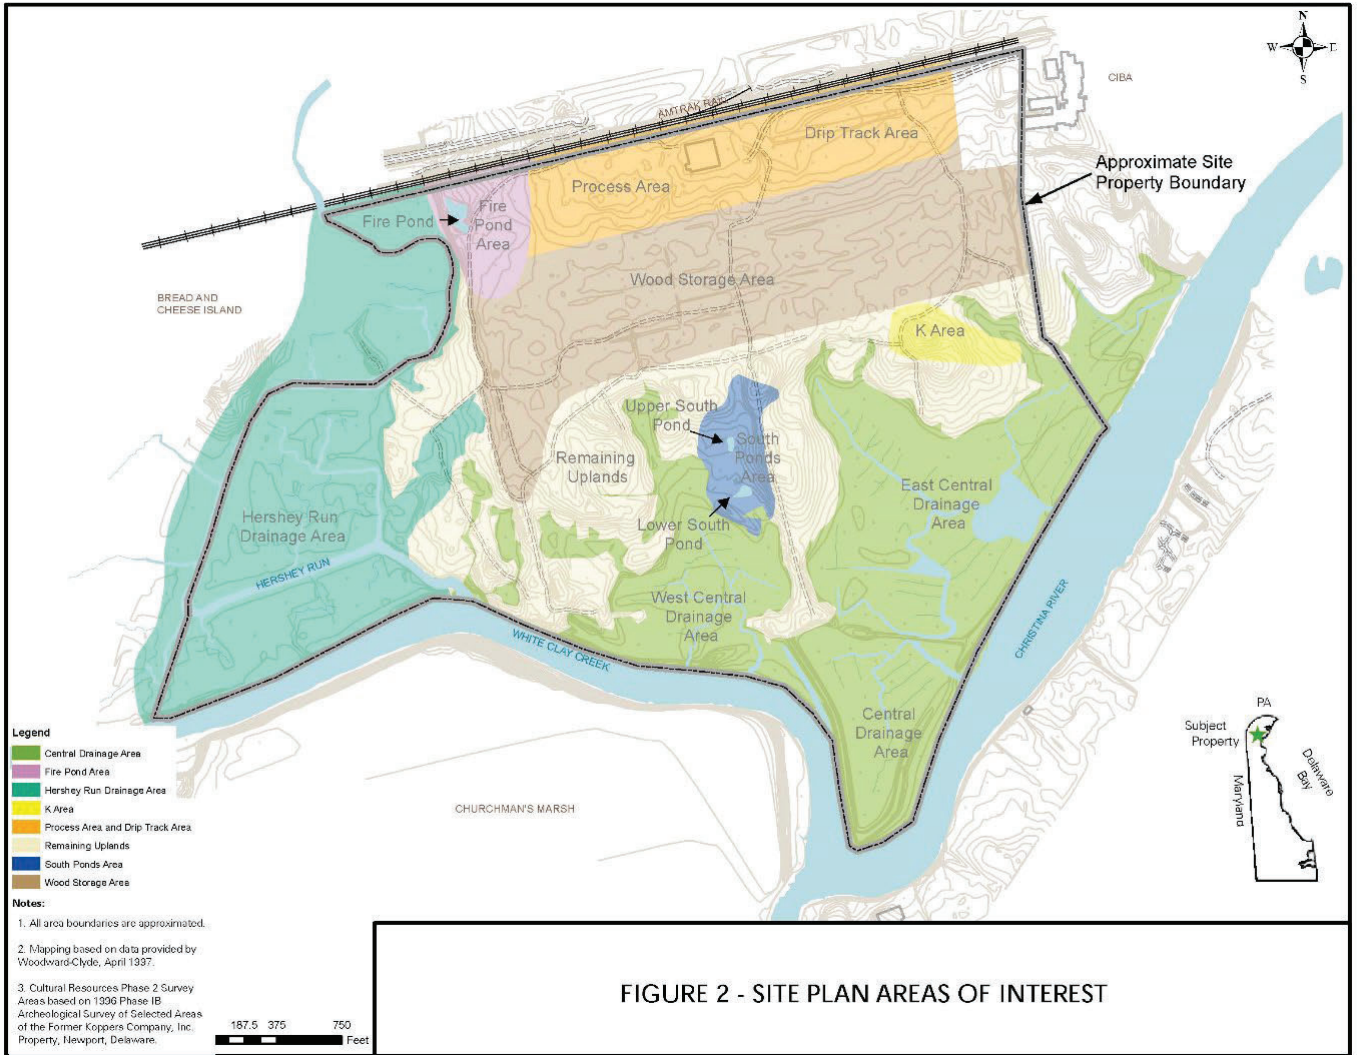 N
W E
S
CIBA
AMTRAK RAIL
Drip Track Area
Approximate Site
Property Boundary
Process Area
Fire Pond
Fire
Pond
Area
Wood Storage Area
BREAD AND
CHEESE ISLAND
K Area
Upper South
Pond
South
Ponds
Area
Remaining
Uplands
East Central
Drainage
Area
Hershey Run
Drainage Area
Lower South
Pond
HERSHEY RUN
West Central
Drainage
Area
WHITE CLAY CREEK
CHRISTINA RIVER
Central
Drainage
Area
PA
Subject
Property
Delaware
Bay
Maryland
CHURCHMAN'S MARSH
Legend
Central Drainage Area
Fire Pond Area
Hershey Run Drainage Area
K Area
Process Area and Drip Track Area
Remaining Uplands
South Ponds Area
Wood Storage Area
Notes:
1. All area boundaries are approximated.
2. Mapping based on data provided by
Woodward-Clyde, April 1997.
3. Cultural Resources Phase 2 Survey
Areas based on 1996 Phase IB
Archeological Survey of Selected Areas
of the Former Koppers Company, Inc.
Property, Newport, Delaware.
187.5 375 750
Feet
FIGURE 2 - SITE PLAN AREAS OF INTEREST